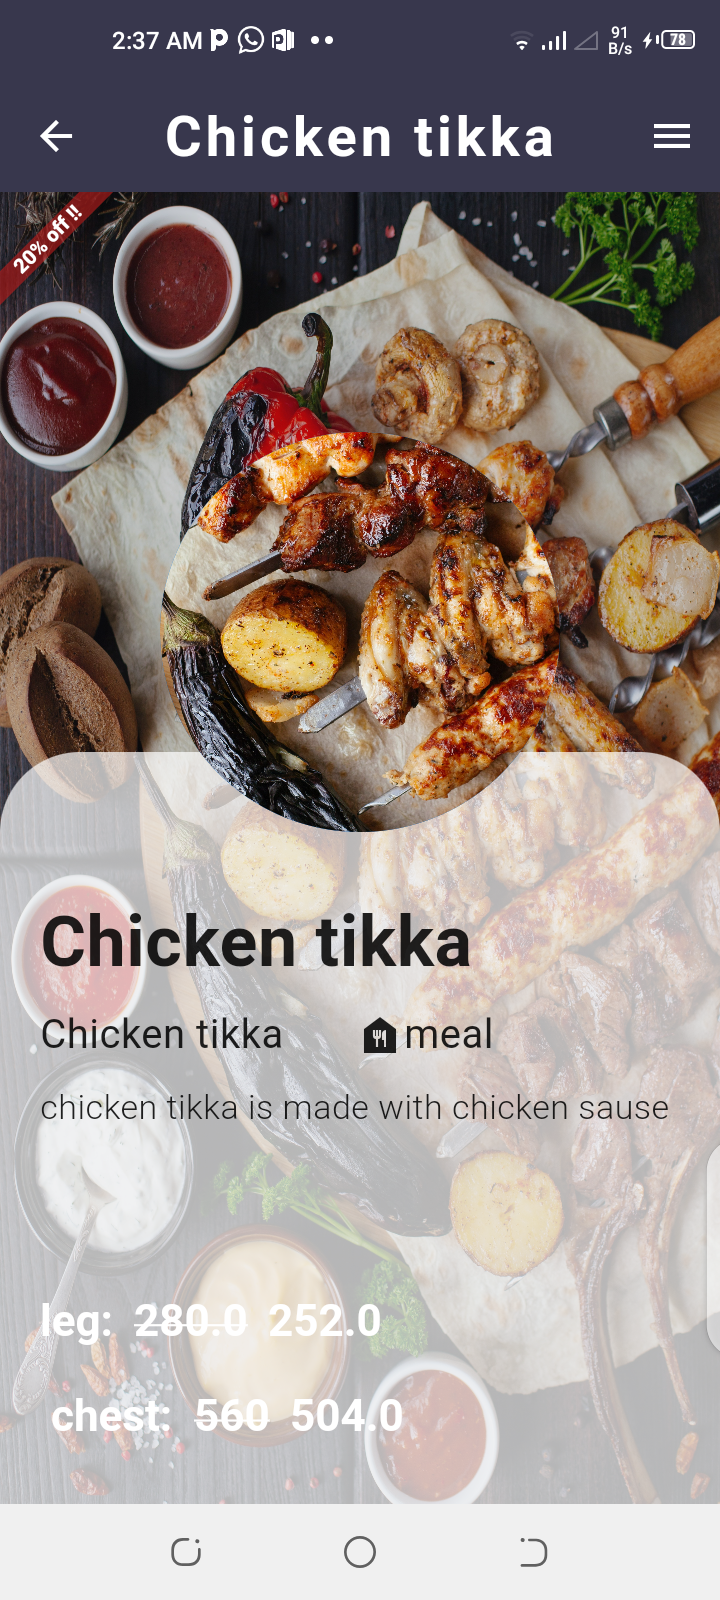 2:37 AM 91 B/s 78
Chicken tikka
20% off !!
Chicken tikka
Chicken tikka meal
chicken tikka is made with chicken sause
leg: 280.0 252.0
chest: 560 504.0